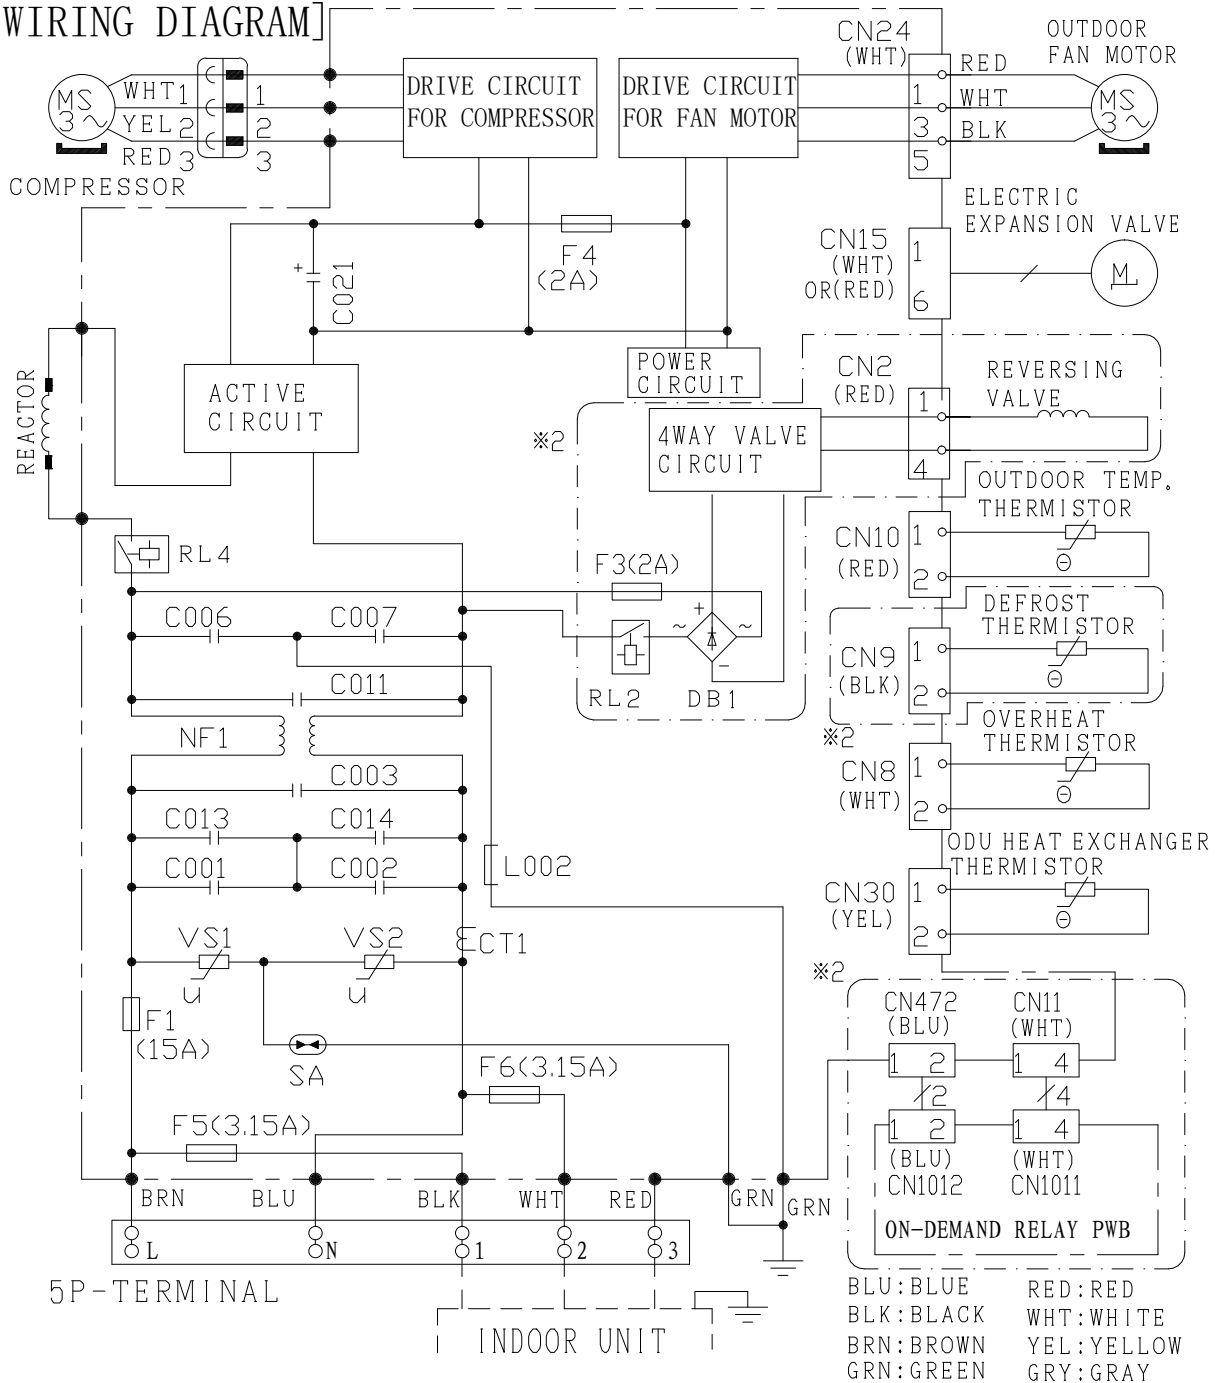 WIRING DIAGRAM]
CN24
(WHT)
OUTDOOR
FAN MOTOR
MS
3~
WHT 1
YEL 2
RED 3
1
2
3
COMPRESSOR
DRIVE CIRCUIT
FOR COMPRESSOR
DRIVE CIRCUIT
FOR FAN MOTOR
1
3
5
RED
WHT
BLK
MS
3~
ELECTRIC
EXPANSION VALVE
CN15
(WHT)
OR(RED)
1
6
M
F4
(2A)
+
C021
REACTOR
ACTIVE
CIRCUIT
POWER
CIRCUIT
CN2
(RED)
1
4
REVERSING
VALVE
※2
4WAY VALVE
CIRCUIT
OUTDOOR TEMP.
THERMISTOR
CN10
(RED)
1
2
Θ
RL4
F3(2A)
C006
C007
~
+
~
−
RL2
DB1
DEFROST
THERMISTOR
CN9
(BLK)
1
2
Θ
C011
NF1
※2
OVERHEAT
THERMISTOR
CN8
(WHT)
1
2
Θ
C003
C013
C014
C001
C002
L002
ODU HEAT EXCHANGER
THERMISTOR
CN30
(YEL)
1
2
Θ
VS1
U
VS2
U
CT1
※2
F1
(15A)
SA
F6(3.15A)
F5(3.15A)
CN472
(BLU)
CN11
(WHT)
1 2
1 4
2
4
1 2
1 4
(BLU)
CN1012
(WHT)
CN1011
ON-DEMAND RELAY PWB
BRN
BLU
BLK
WHT
RED
GRN
GRN
L
N
1
2
3
5P-TERMINAL
INDOOR UNIT
BLU:BLUE
RED:RED
BLK:BLACK
WHT:WHITE
BRN:BROWN
YEL:YELLOW
GRN:GREEN
GRY:GRAY